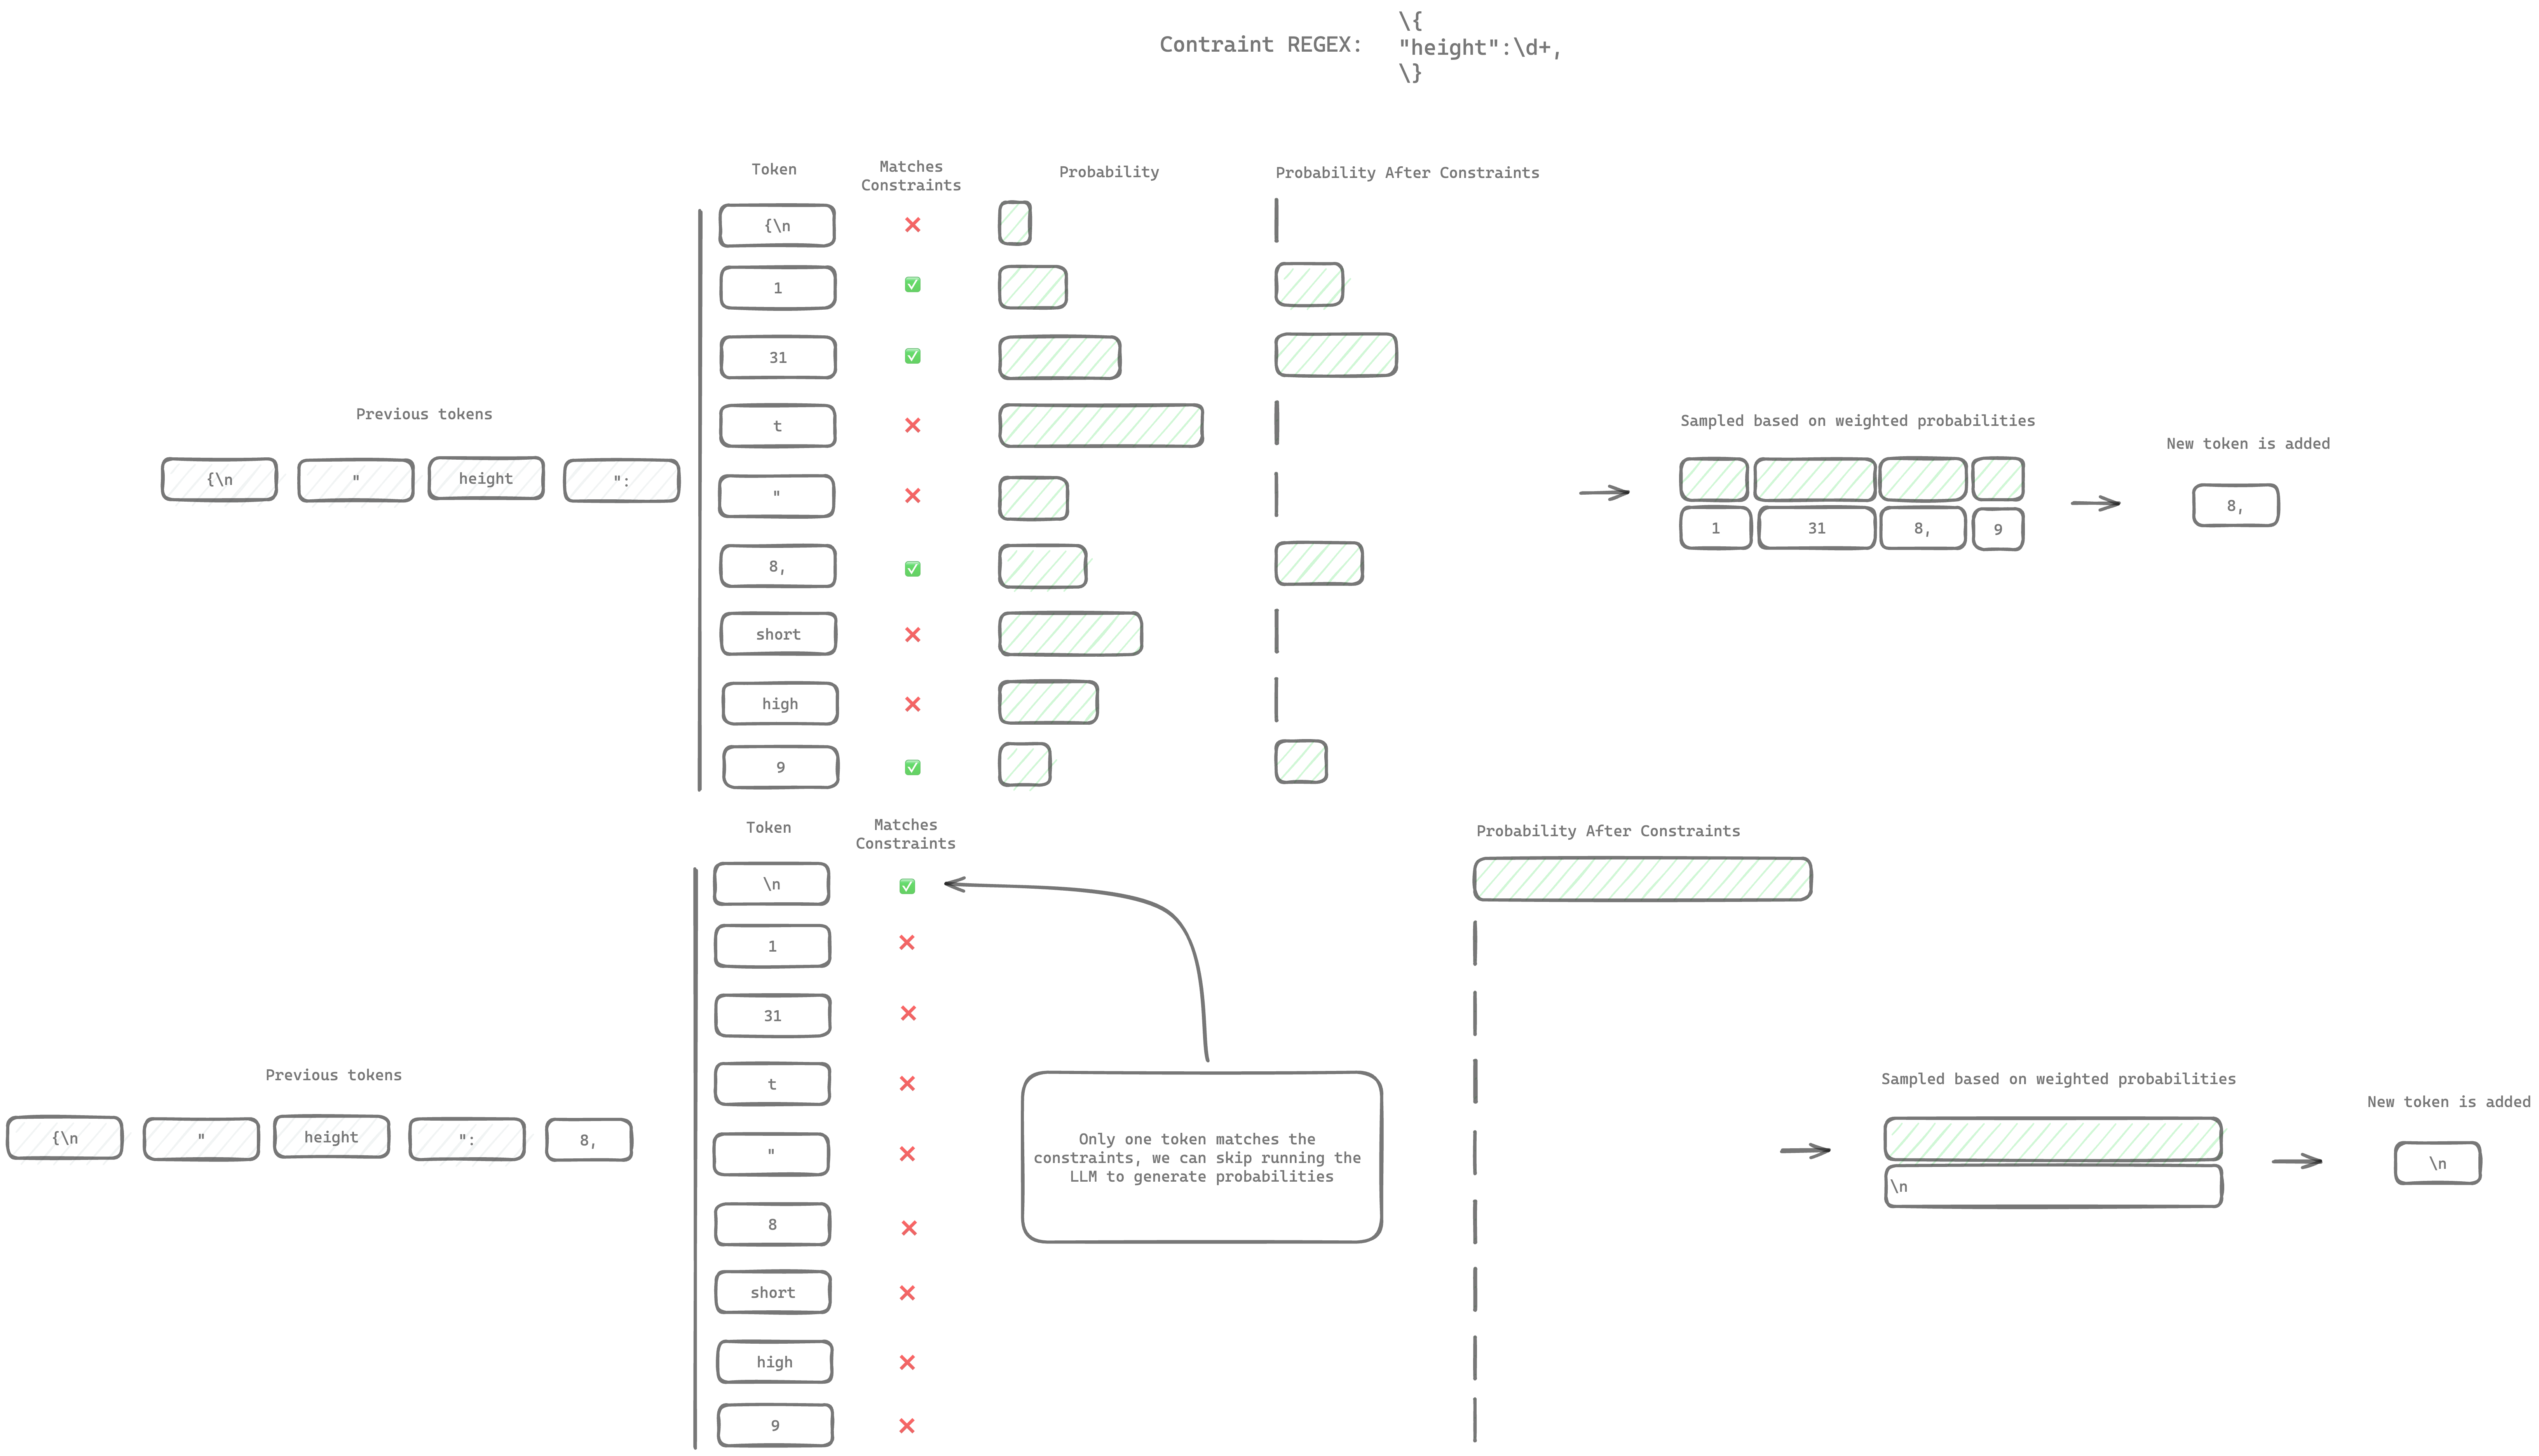 Contraint REGEX:
\{
"height":\d+,
\}
Token
Matches
Constraints
Probability
Probability After Constraints
{\n
1
31
t
"
8,
short
high
9
Previous tokens
{\n
"
height
":
Sampled based on weighted probabilities
1
31
8,
9
New token is added
8,
Token
Matches
Constraints
Probability After Constraints
\n
1
31
t
"
8
short
high
9
Only one token matches the
constraints, we can skip running the
LLM to generate probabilities
Previous tokens
{\n
"
height
":
8,
Sampled based on weighted probabilities
\n
New token is added
\n